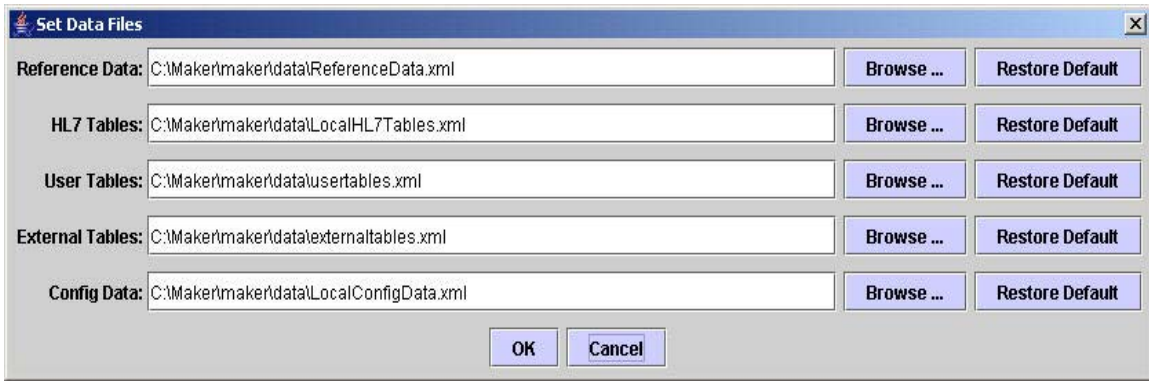 Set Data Files
Reference Data: C:\Maker\maker\data\ReferenceData.xml Browse ... Restore Default
HL7 Tables: C:\Maker\maker\data\LocalHL7Tables.xml Browse ... Restore Default
User Tables: C:\Maker\maker\data\usertables.xml Browse ... Restore Default
External Tables: C:\Maker\maker\data\externaltables.xml Browse ... Restore Default
Config Data: C:\Maker\maker\data\LocalConfigData.xml Browse ... Restore Default
OK Cancel